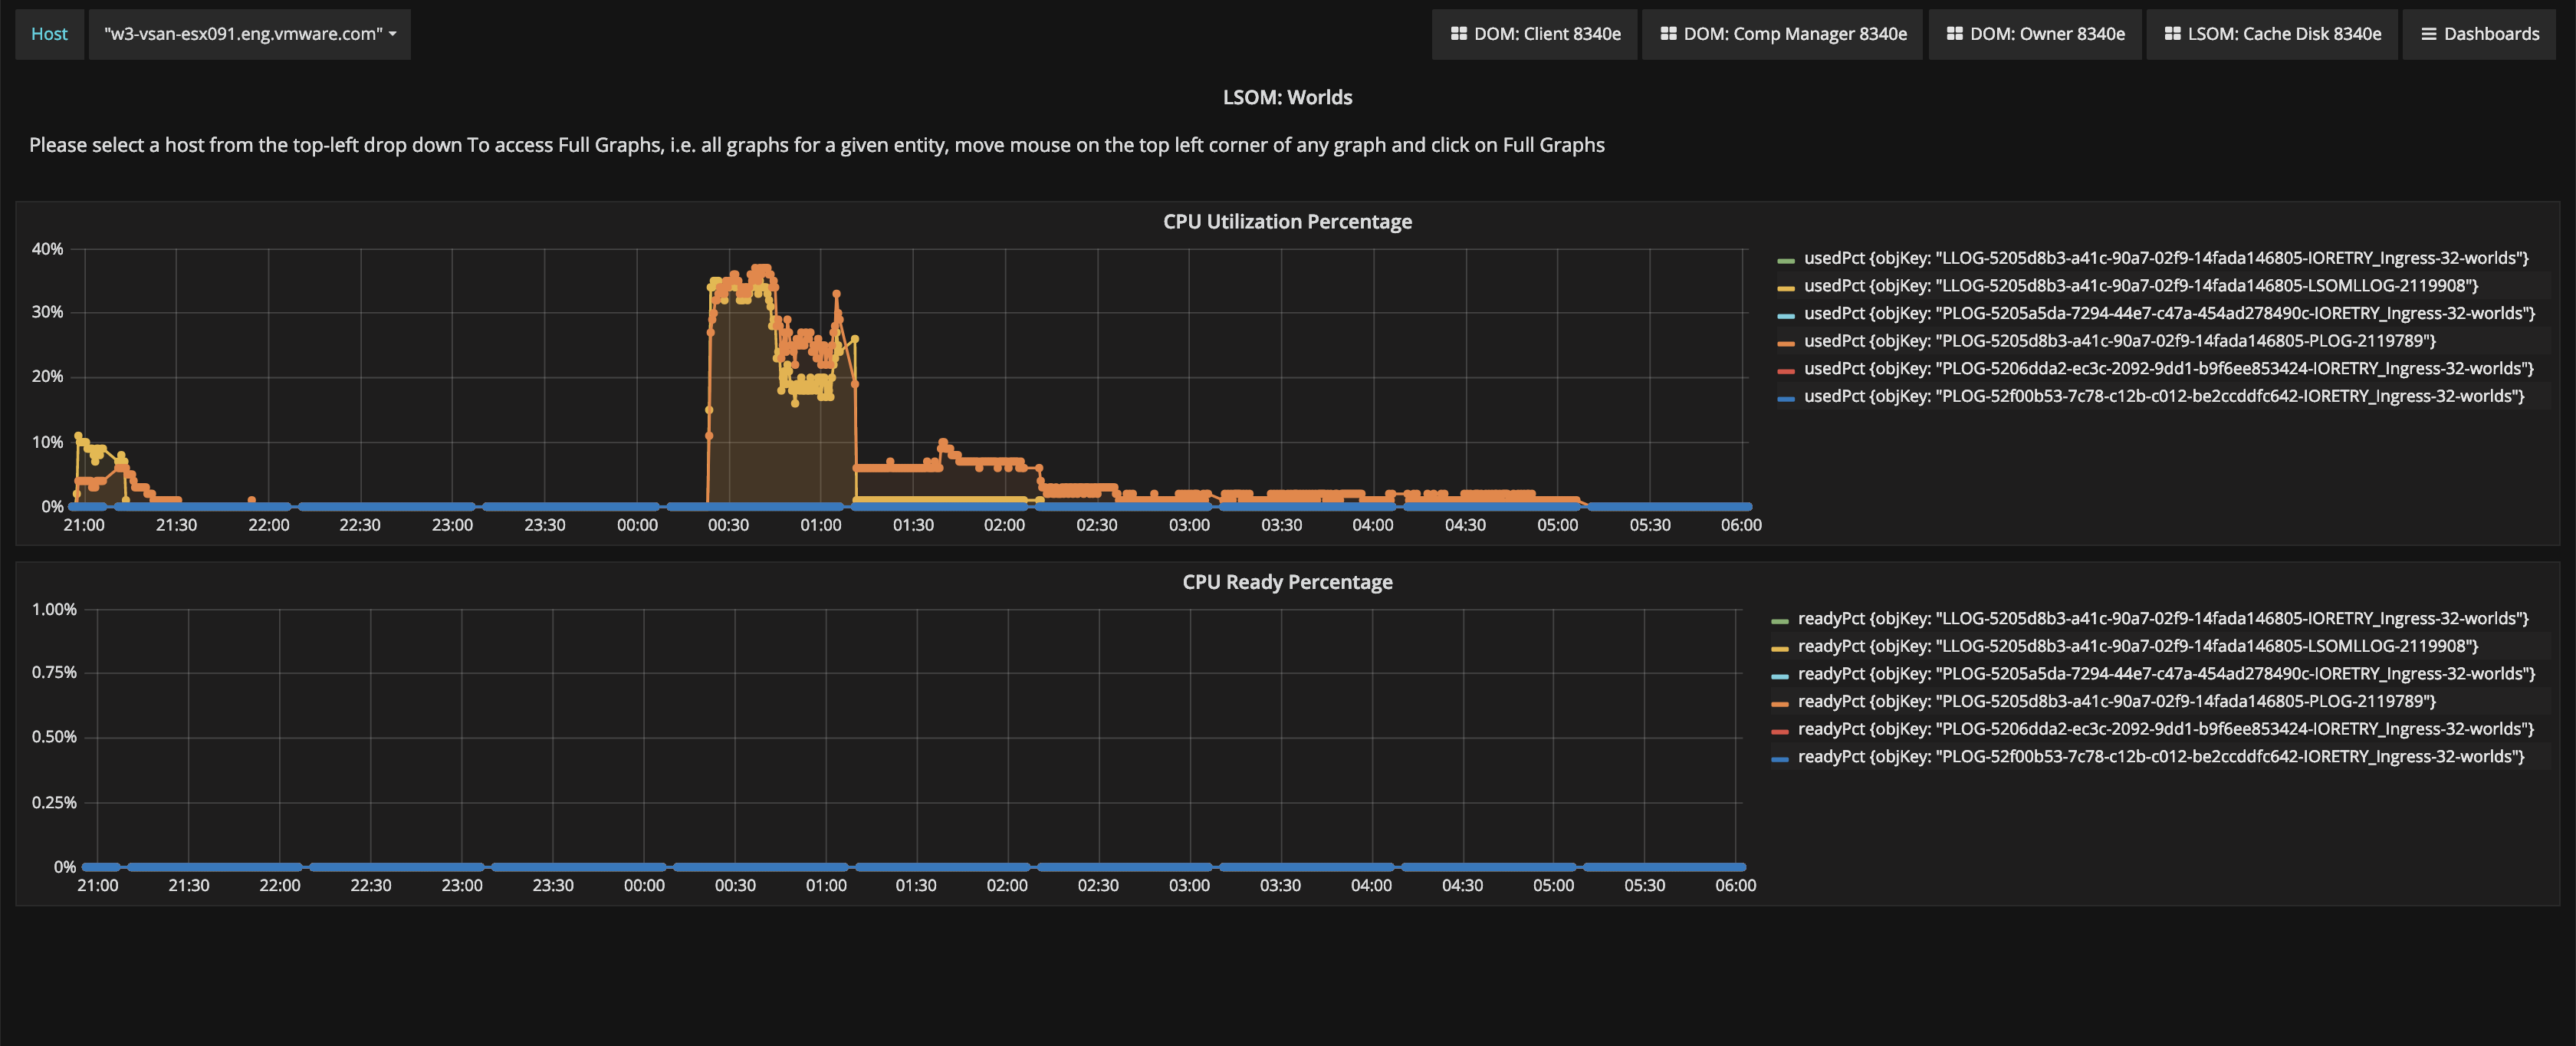 Host "w3-vsan-esx091.eng.vmware.com" DOM: Client 8340e DOM: Comp Manager 8340e DOM: Owner 8340e LSOM: Cache Disk 8340e Dashboards
LSOM: Worlds
Please select a host from the top-left drop down To access Full Graphs, i.e. all graphs for a given entity, move mouse on the top left corner of any graph and click on Full Graphs
CPU Utilization Percentage
40%
30%
20%
10%
0%
21:00 21:30 22:00 22:30 23:00 23:30 00:00 00:30 01:00 01:30 02:00 02:30 03:00 03:30 04:00 04:30 05:00 05:30 06:00
usedPct {objKey: "LLOG-5205d8b3-a41c-90a7-02f9-14fada146805-IORETRY_Ingress-32-worlds"}
usedPct {objKey: "LLOG-5205d8b3-a41c-90a7-02f9-14fada146805-LSOMLLOG-2119908"}
usedPct {objKey: "PLOG-5205a5da-7294-44e7-c47a-454ad278490c-IORETRY_Ingress-32-worlds"}
usedPct {objKey: "PLOG-5205d8b3-a41c-90a7-02f9-14fada146805-PLOG-2119789"}
usedPct {objKey: "PLOG-5206dda2-ec3c-2092-9dd1-b9f6ee853424-IORETRY_Ingress-32-worlds"}
usedPct {objKey: "PLOG-52f00b53-7c78-c12b-c012-be2ccddfc642-IORETRY_Ingress-32-worlds"}
CPU Ready Percentage
1.00%
0.75%
0.50%
0.25%
0%
21:00 21:30 22:00 22:30 23:00 23:30 00:00 00:30 01:00 01:30 02:00 02:30 03:00 03:30 04:00 04:30 05:00 05:30 06:00
readyPct {objKey: "LLOG-5205d8b3-a41c-90a7-02f9-14fada146805-IORETRY_Ingress-32-worlds"}
readyPct {objKey: "LLOG-5205d8b3-a41c-90a7-02f9-14fada146805-LSOMLLOG-2119908"}
readyPct {objKey: "PLOG-5205a5da-7294-44e7-c47a-454ad278490c-IORETRY_Ingress-32-worlds"}
readyPct {objKey: "PLOG-5205d8b3-a41c-90a7-02f9-14fada146805-PLOG-2119789"}
readyPct {objKey: "PLOG-5206dda2-ec3c-2092-9dd1-b9f6ee853424-IORETRY_Ingress-32-worlds"}
readyPct {objKey: "PLOG-52f00b53-7c78-c12b-c012-be2ccddfc642-IORETRY_Ingress-32-worlds"}